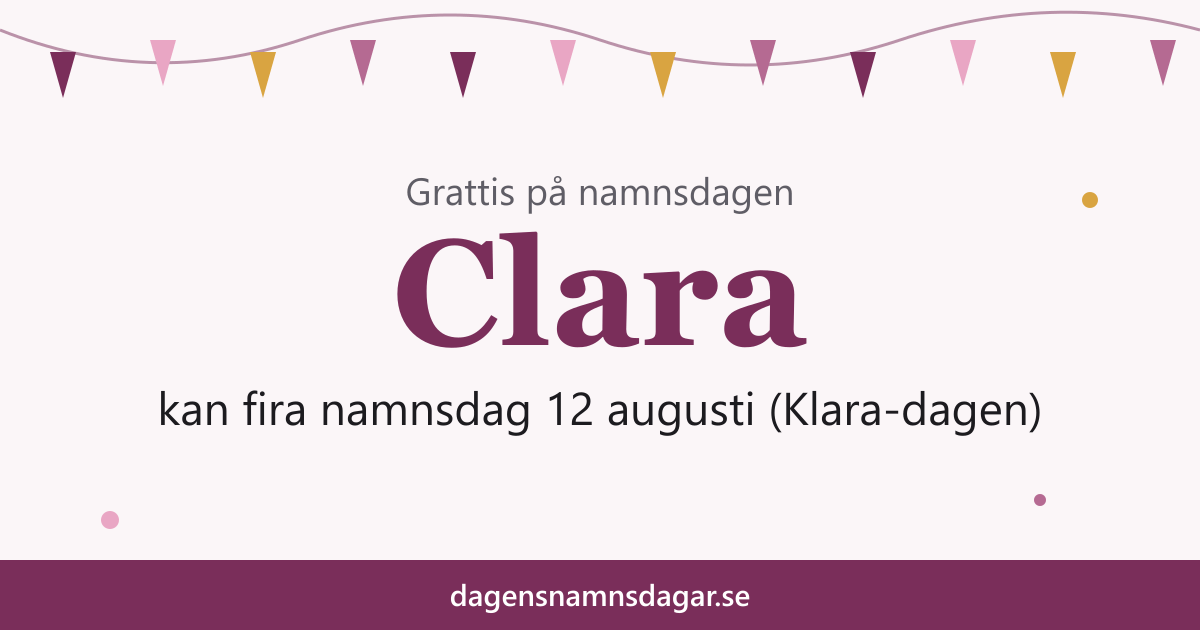 Grattis på namnsdagen
Clara
kan fira namnsdag 12 augusti (Klara-dagen)
dagensnamnsdagar.se